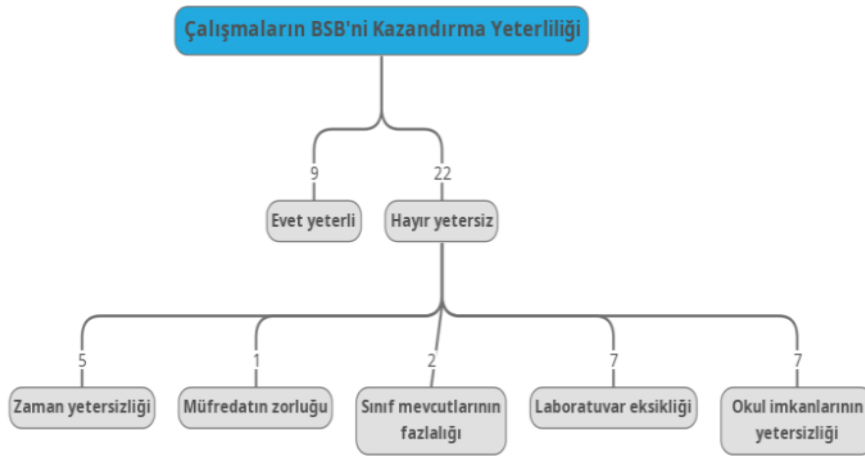 Çalışmaların BSB'ni Kazandırma Yeterliliği
9
22
Evet yeterli
Hayır yetersiz
5
1
2
7
7
Zaman yetersizliği
Müfredatın zorluğu
Sınıf mevcutlarının
fazlalığı
Laboratuvar eksikliği
Okul imkanlarının
yetersizliği